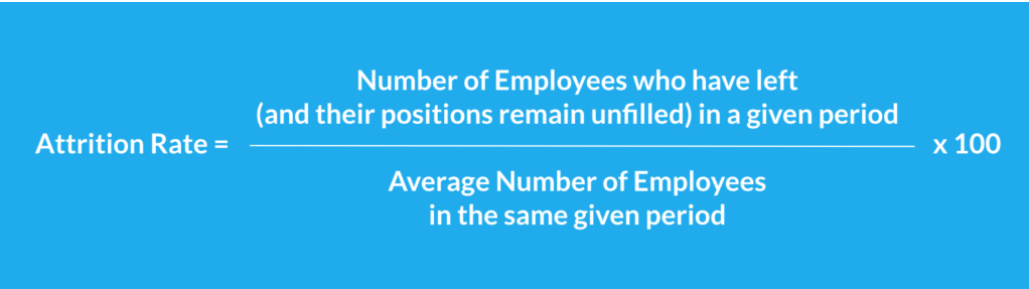 Number of Employees who have left
(and their positions remain unfilled) in a given period
Attrition Rate =
x 100
Average Number of Employees
in the same given period